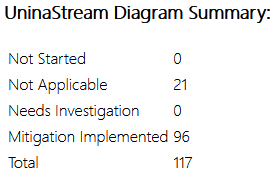 UninaStream Diagram Summary:
Not Started 0
Not Applicable 21
Needs Investigation 0
Mitigation Implemented 96
Total 117